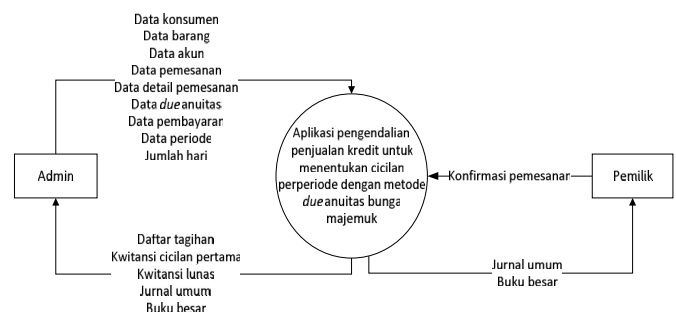 Data konsumen
Data barang
Data akun
Data pemesanan
Data detail pemesanan
Data due anuitas
Data pembayaran
Data periode
Jumlah hari
Admin
Aplikasi pengendalian
penjualan kredit untuk
menentukan cicilan
perperiode dengan metode
due anuitas bunga
majemuk
Konfirmasi pemesanan
Pemilik
Daftar tagihan
Kwitansi cicilan pertama
Kwitansi lunas
Jurnal umum
Buku besar
Jurnal umum
Buku besar